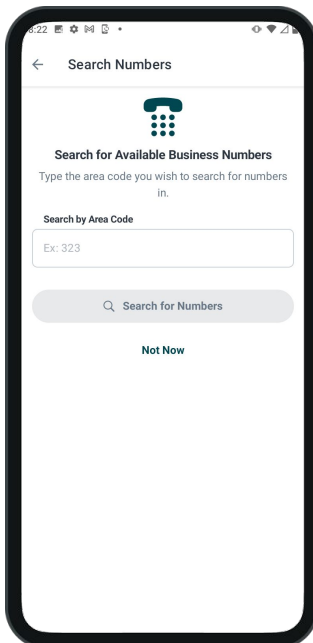 8:22
Search Numbers
Search for Available Business Numbers
Type the area code you wish to search for numbers
in.
Search by Area Code
Ex: 323
Search for Numbers
Not Now